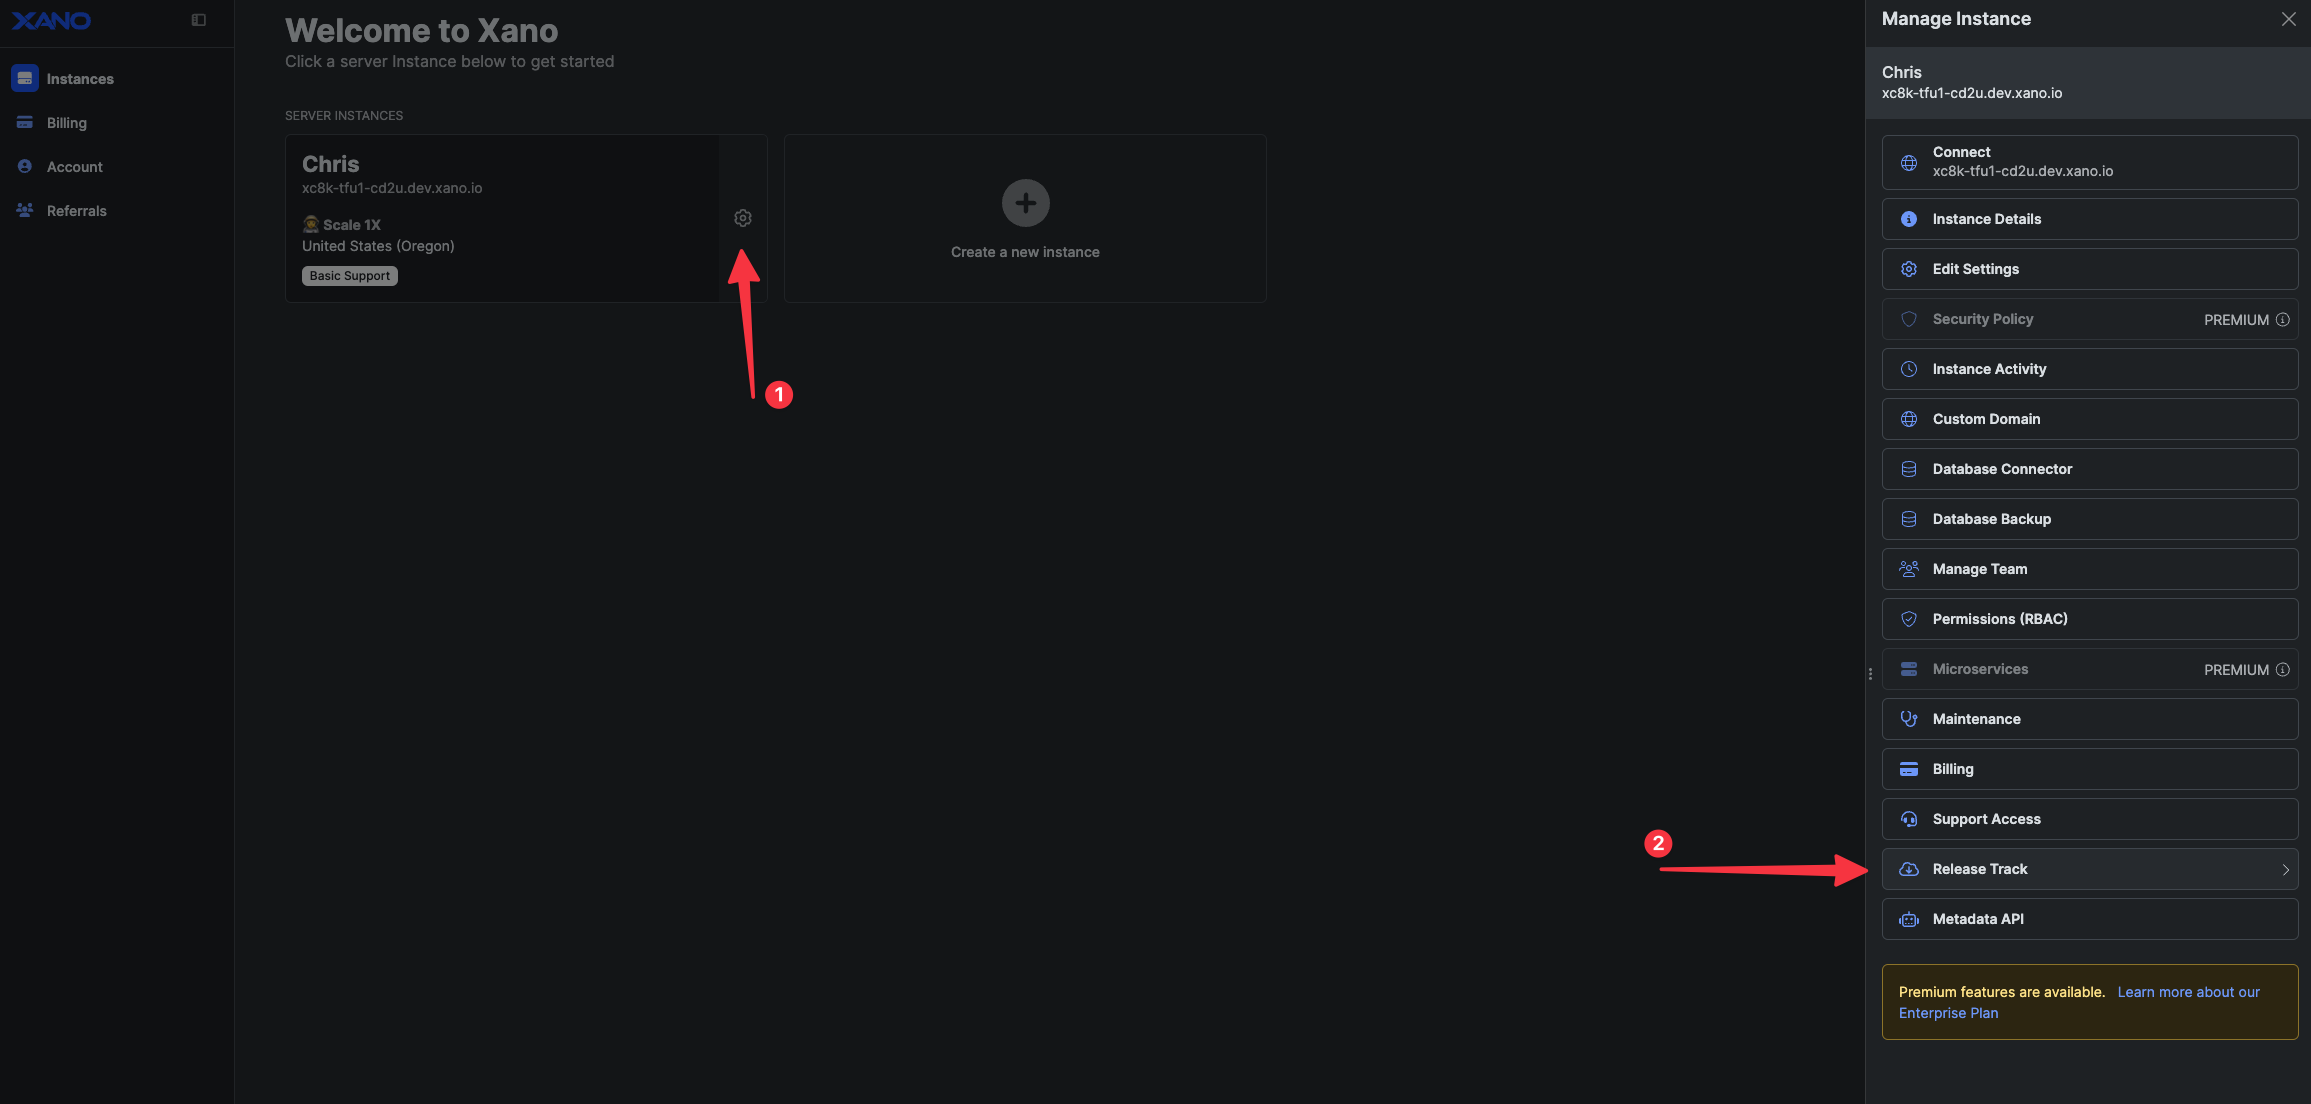 XANO
Instances
Billing
Account
Referrals
Welcome to Xano
Click a server Instance below to get started
SERVER INSTANCES
Chris
xc8k-tfu1-cd2u.dev.xano.io
Scale 1X
United States (Oregon)
Basic Support
Create a new instance
1
2
Manage Instance
Chris
xc8k-tfu1-cd2u.dev.xano.io
Connect
xc8k-tfu1-cd2u.dev.xano.io
Instance Details
Edit Settings
Security Policy PREMIUM
Instance Activity
Custom Domain
Database Connector
Database Backup
Manage Team
Permissions (RBAC)
Microservices PREMIUM
Maintenance
Billing
Support Access
Release Track
Metadata API
Premium features are available. Learn more about our
Enterprise Plan